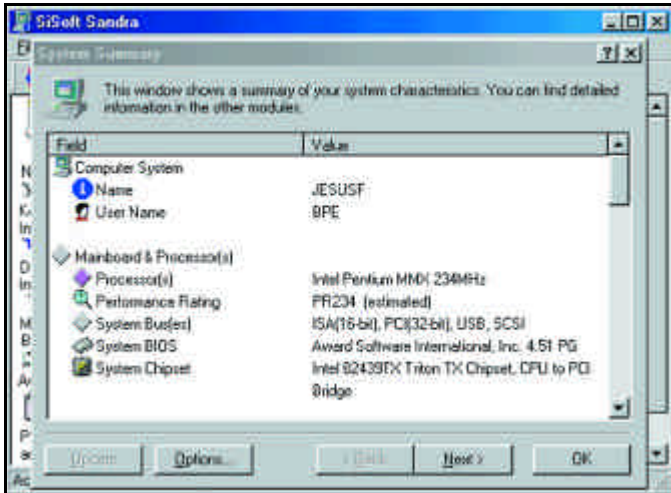 SiSoft Sandra
System Summary
This window shows a summary of your system characteristics. You can find detailed
information in the other modules.
Field Value
Computer System
Name JESUSF
User Name BPE
Mainboard & Processor(s)
Processor(s) Intel Pentium MMX 234MHz
Performance Rating PR234 (estimated)
System Bus(es) ISA(16-bit), PCI(32-bit), USB, SCSI
System BIOS Award Software International, Inc. 4.51 PG
System Chipset Intel 82439TX Triton TX Chipset, CPU to PCI
Bridge
Update Options... < Back Next > OK